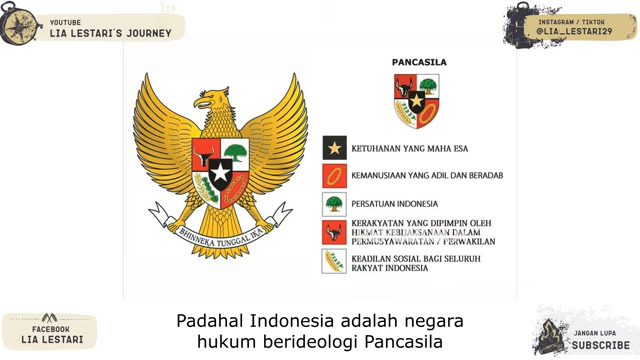 YOUTUBE
LIA LESTARI'S JOURNEY
INSTAGRAM / TIKTOK
@LIA_LESTARI29
PANCASILA
KETUHANAN YANG MAHA ESA
KEMANUSIAAN YANG ADIL DAN BERADAB
PERSATUAN INDONESIA
KERAKYATAN YANG DIPIMPIN OLEH
HIKMAT KEBIJAKSANAAN DALAM
PERMUSYAWARATAN / PERWAKILAN
KEADILAN SOSIAL BAGI SELURUH
RAKYAT INDONESIA
BHINNEKA TUNGGAL IKA
Padahal Indonesia adalah negara
hukum berideologi Pancasila
FACEBOOK
LIA LESTARI
JANGAN LUPA
SUBSCRIBE